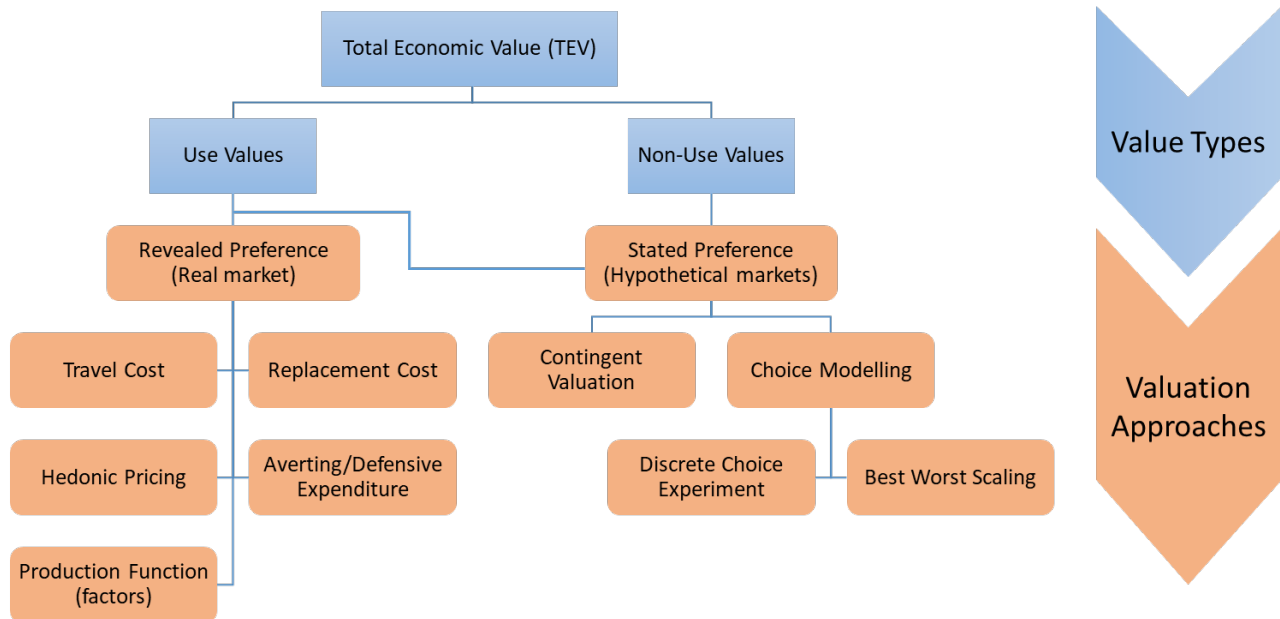 Total Economic Value (TEV)
Use Values
Non-Use Values
Value Types
Revealed Preference
(Real market)
Stated Preference
(Hypothetical markets)
Travel Cost
Replacement Cost
Contingent
Valuation
Choice Modelling
Valuation
Approaches
Hedonic Pricing
Averting/Defensive
Expenditure
Discrete Choice
Experiment
Best Worst Scaling
Production Function
(factors)